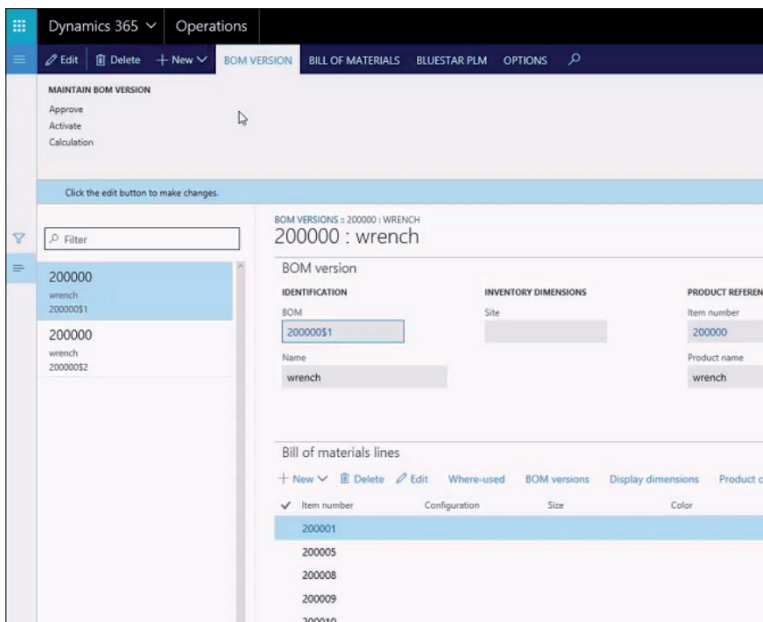 Dynamics 365 Operations
Edit Delete New BOM VERSION BILL OF MATERIALS BLUESTAR PLM OPTIONS
MAINTAIN BOM VERSION
Approve
Activate
Calculation
Click the edit button to make changes.
Filter
200000
wrench
200000$1
200000
wrench
200000$2
BOM VERSIONS :: 200000 : WRENCH
200000 : wrench
BOM version
IDENTIFICATION INVENTORY DIMENSIONS PRODUCT REFEREN
BOM Site Item number
200000$1 200000
Name Product name
wrench wrench
Bill of materials lines
New Delete Edit Where-used BOM versions Display dimensions Product c
Item number Configuration Size Color
200001
200005
200008
200009
200010